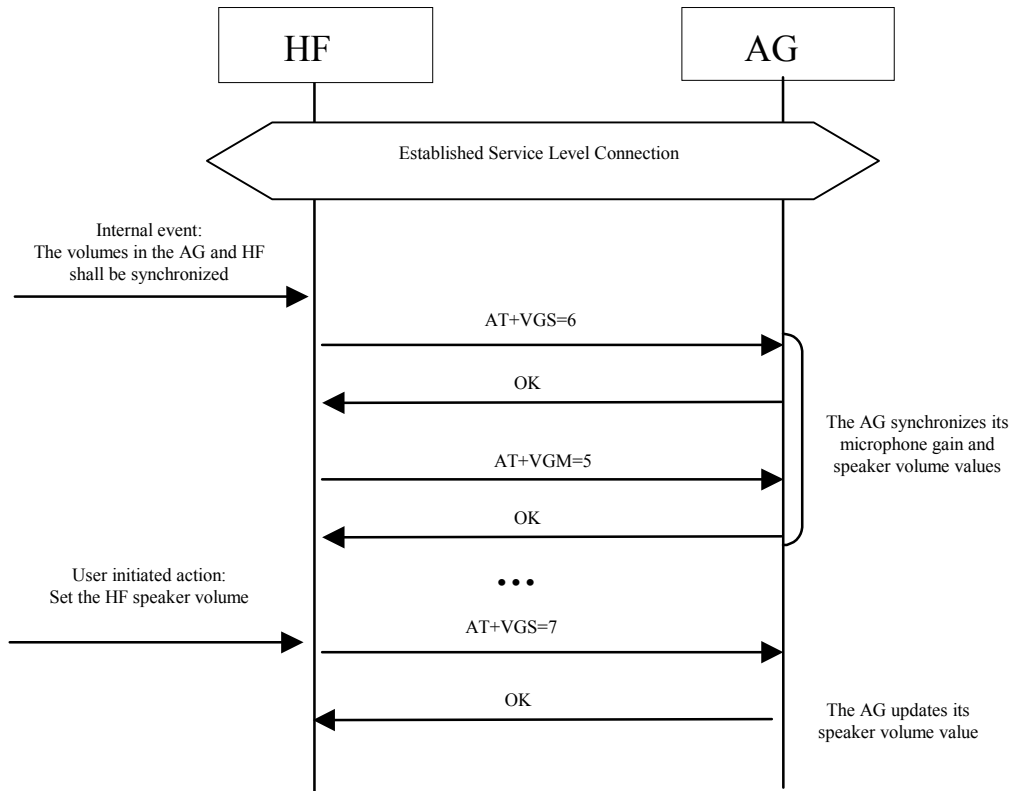 HF
AG
Established Service Level Connection
Internal event:
The volumes in the AG and HF
shall be synchronized
AT+VGS=6
OK
The AG synchronizes its
microphone gain and
speaker volume values
AT+VGM=5
OK
...
User initiated action:
Set the HF speaker volume
AT+VGS=7
OK
The AG updates its
speaker volume value